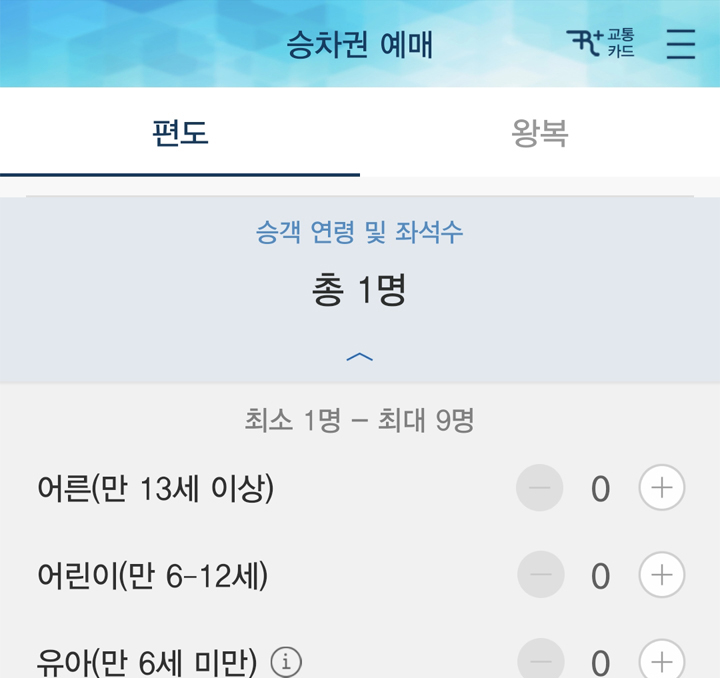 승차권 예매
R+ 교통
카드
편도
왕복
승객 연령 및 좌석수
총 1명
최소 1명 - 최대 9명
어른(만 13세 이상)
0
어린이(만 6-12세)
0
유아(만 6세 미만)
0